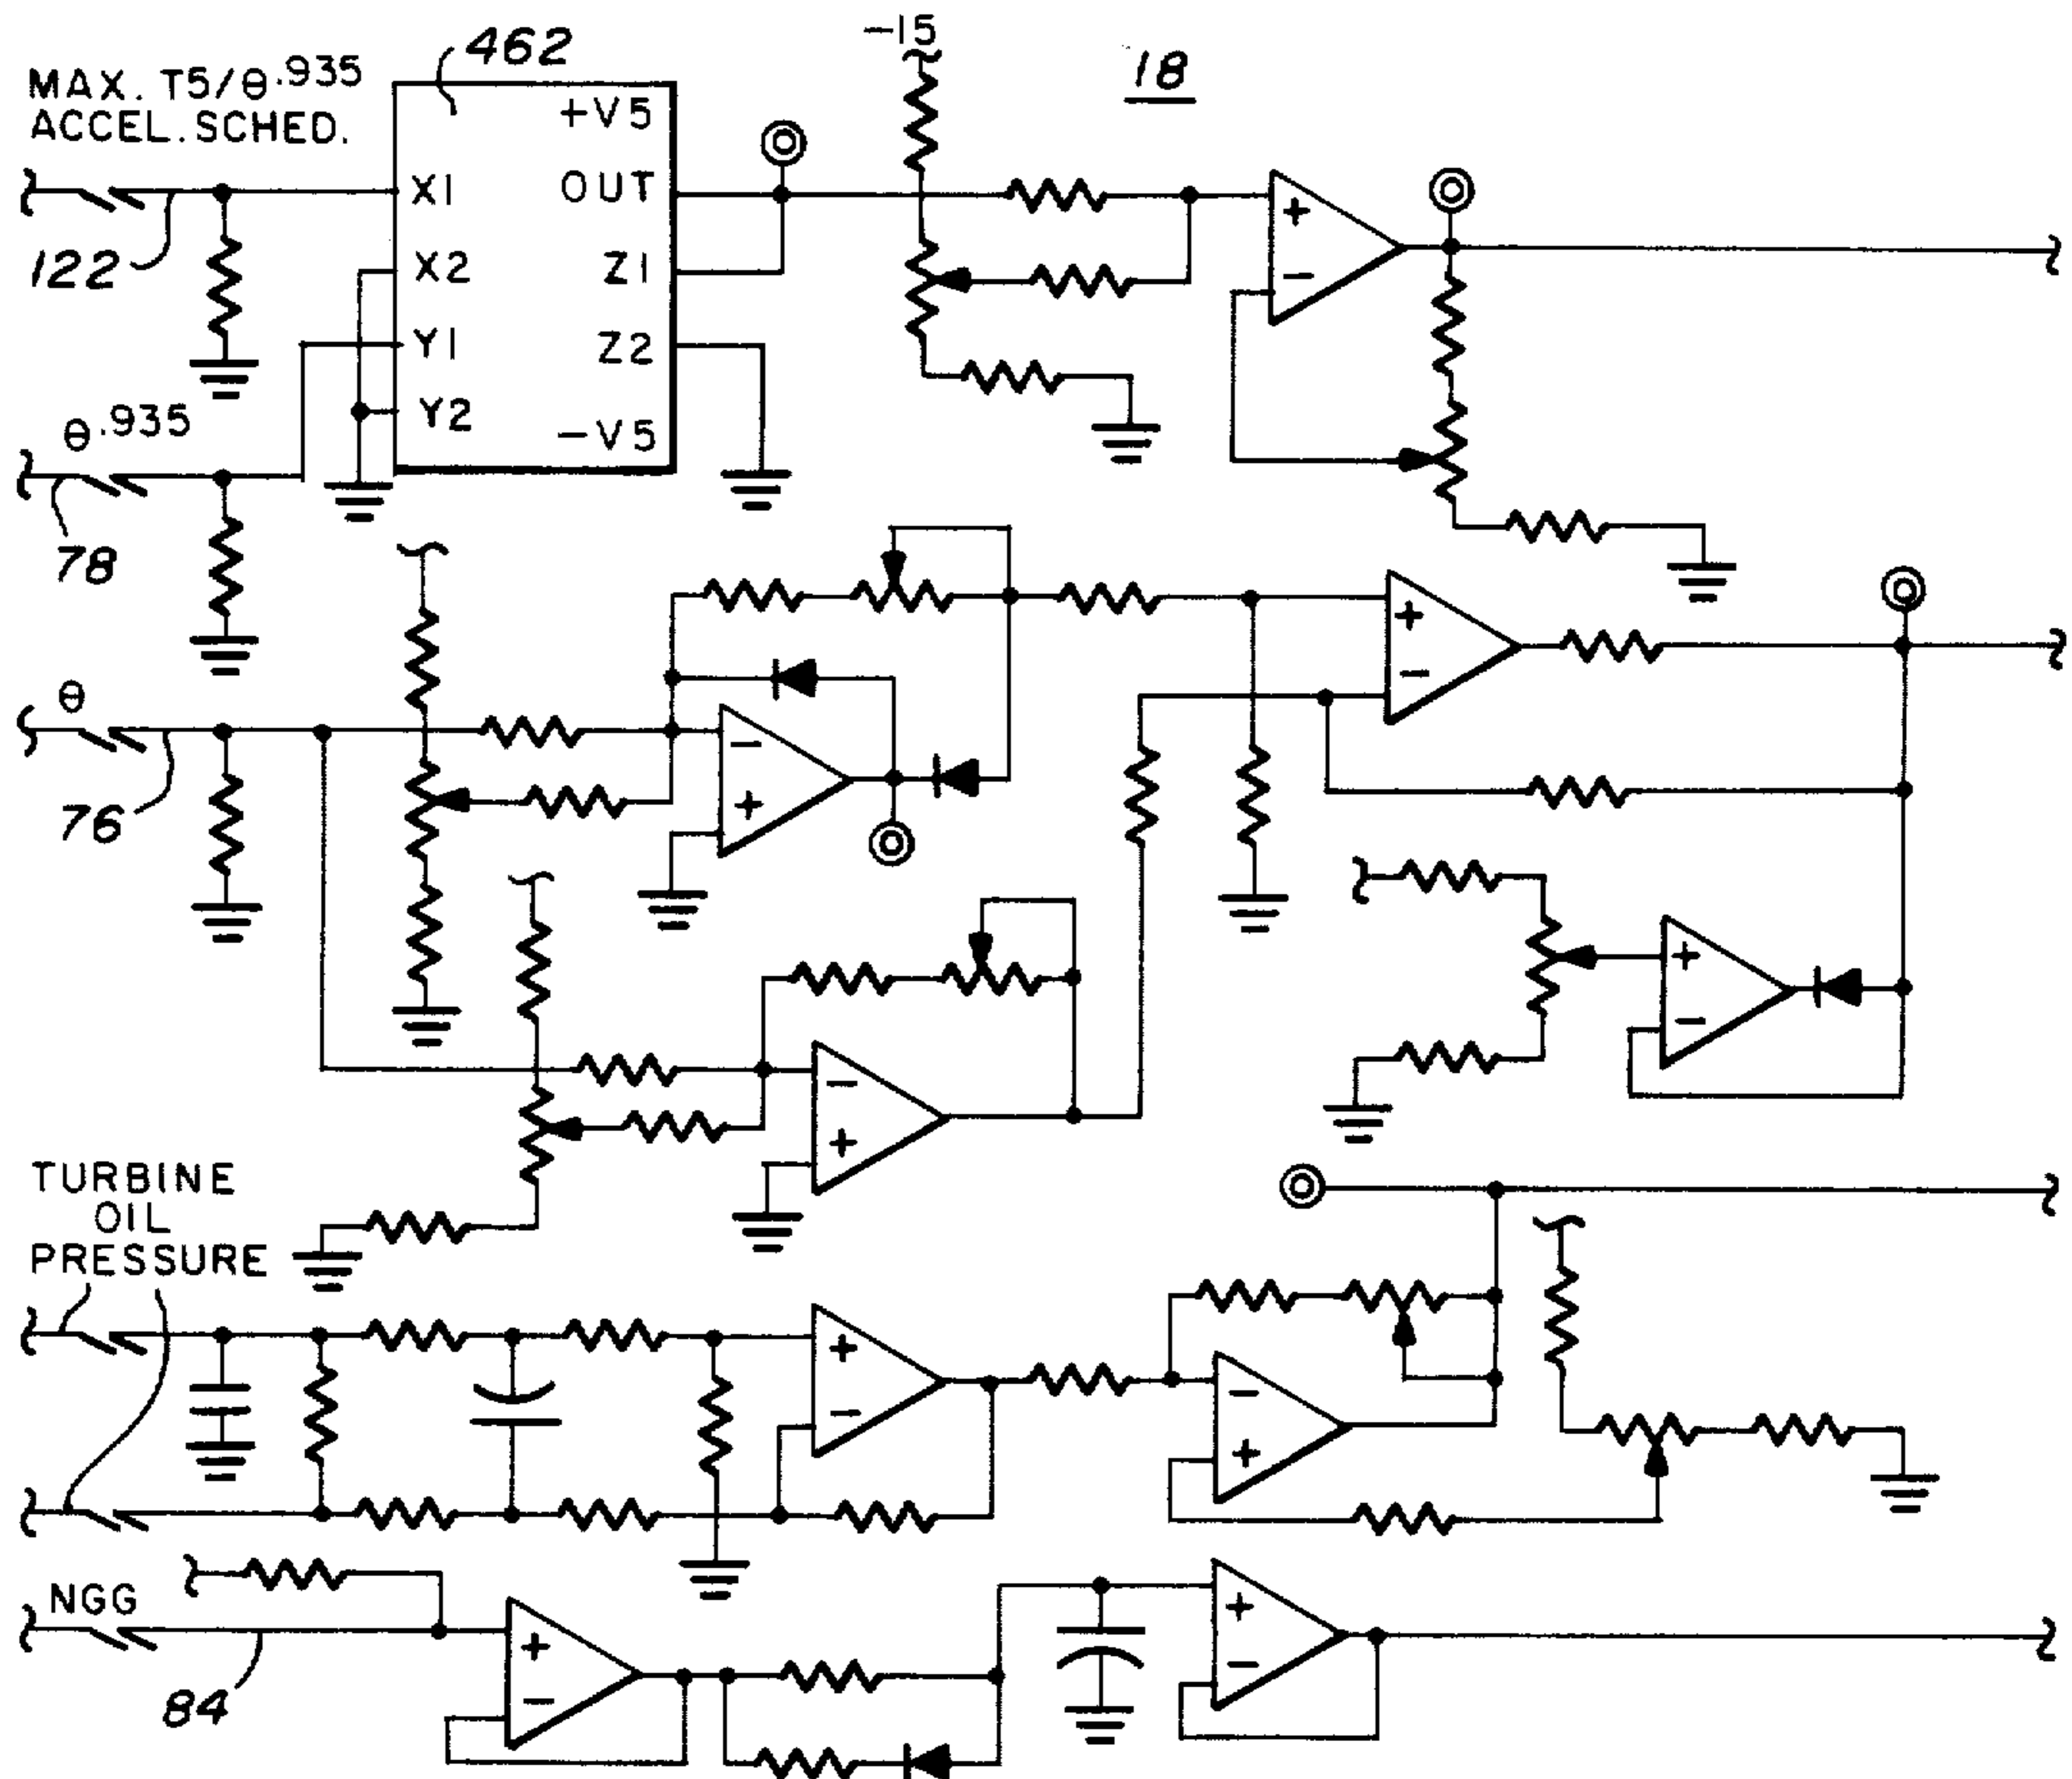 MAX. T5/θ.935
ACCEL. SCHED.
462
-15
18
+V5
X1
OUT
122
X2
Z1
Y1
Z2
θ.935
Y2
-V5
78
+
-
θ
+
-
-
+
76
+
-
-
+
TURBINE
OIL
PRESSURE
+
-
-
+
NGG
+
-
+
-
84